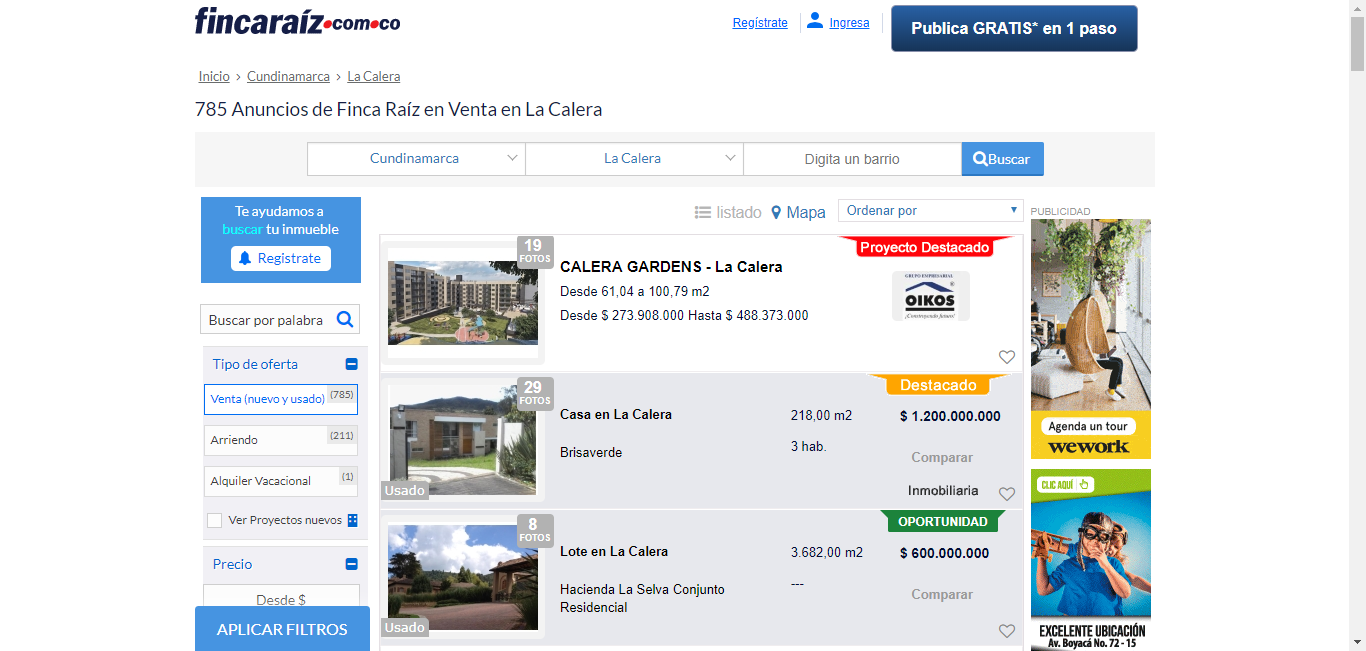 fincaraíz.com.co
Regístrate
Ingresa
Publica GRATIS* en 1 paso
Inicio › Cundinamarca › La Calera
785 Anuncios de Finca Raíz en Venta en La Calera
Cundinamarca
La Calera
Digita un barrio
Buscar
Te ayudamos a
buscar tu inmueble
Registrate
Buscar por palabra
Tipo de oferta
Venta (nuevo y usado) (785)
Arriendo (211)
Alquiler Vacacional (1)
Ver Proyectos nuevos
Precio
Desde $
APLICAR FILTROS
listado
Mapa
Ordenar por
19
FOTOS
CALERA GARDENS - La Calera
Desde 61,04 a 100,79 m2
Desde $ 273.908.000 Hasta $ 488.373.000
Proyecto Destacado
GRUPO EMPRESARIAL
OIKOS
¡Construyendo futuro!
29
FOTOS
Usado
Casa en La Calera
Brisaverde
218,00 m2
3 hab.
Destacado
$ 1.200.000.000
Comparar
Inmobiliaria
8
FOTOS
Usado
Lote en La Calera
Hacienda La Selva Conjunto
Residencial
3.682,00 m2
---
OPORTUNIDAD
$ 600.000.000
Comparar
PUBLICIDAD
Agenda un tour
wework
CLIC AQUÍ
EXCELENTE UBICACIÓN
Av. Boyacá No. 72 - 15